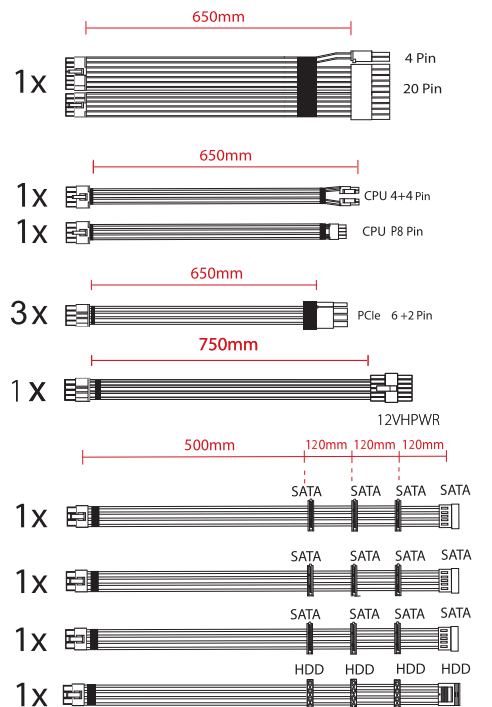 650mm
1x 4 Pin
20 Pin
650mm
1x CPU 4+4 Pin
1x CPU P8 Pin
650mm
3x PCIe 6+2 Pin
750mm
1x
12VHPWR
500mm 120mm 120mm 120mm
SATA SATA SATA SATA
1x
SATA SATA SATA SATA
1x
SATA SATA SATA SATA
1x
HDD HDD HDD HDD
1x